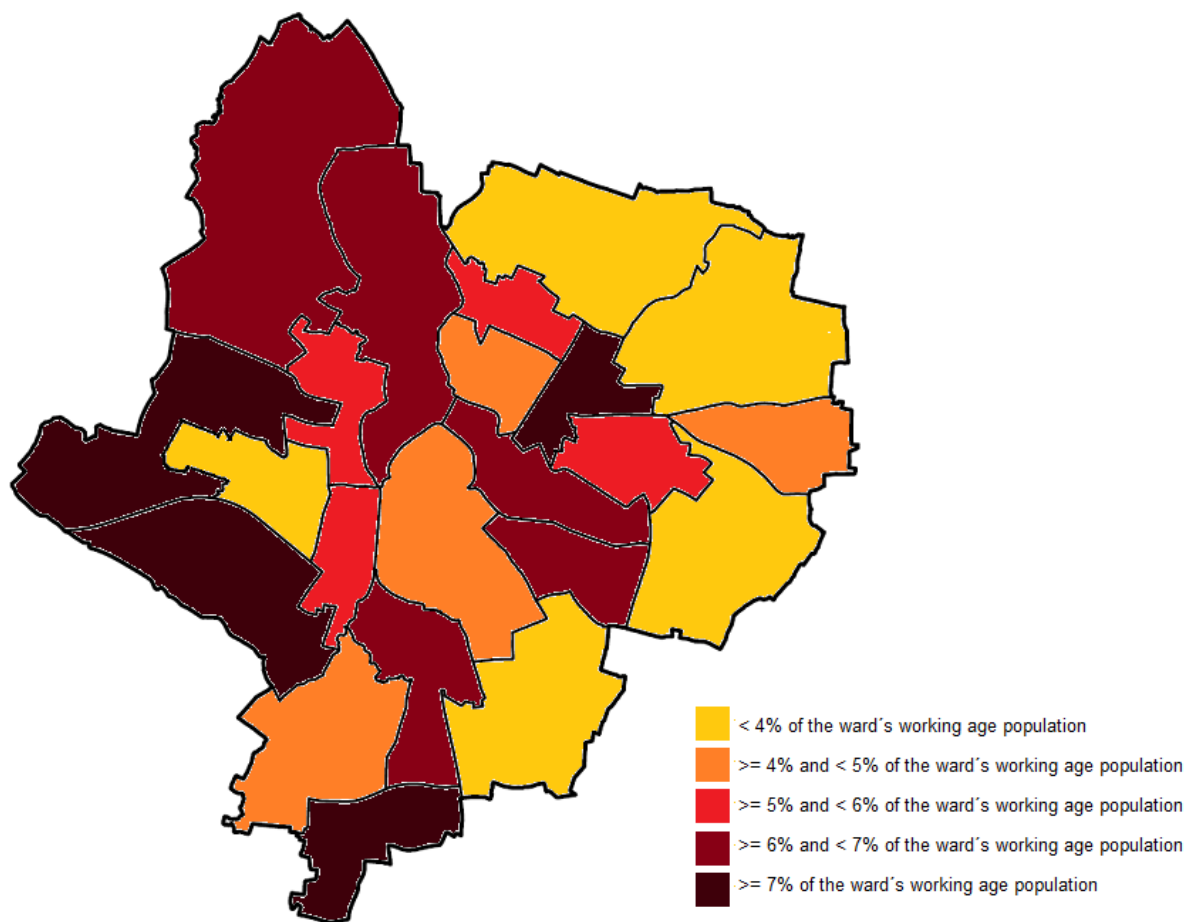 < 4% of the ward´s working age population
>= 4% and < 5% of the ward´s working age population
>= 5% and < 6% of the ward´s working age population
>= 6% and < 7% of the ward´s working age population
>= 7% of the ward´s working age population